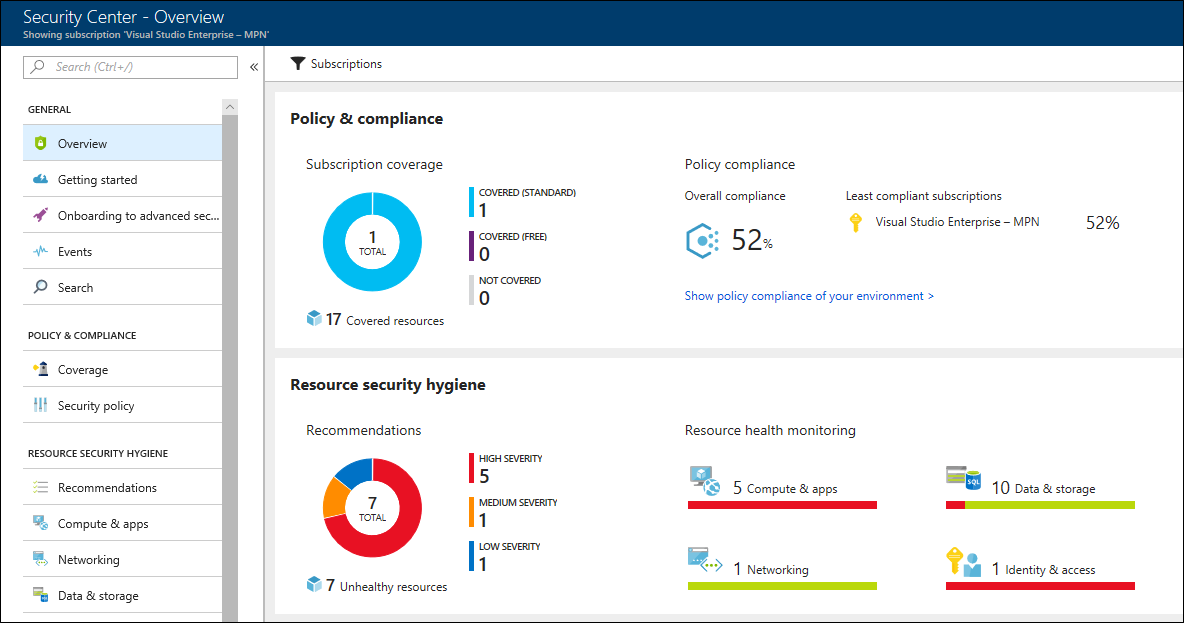 Security Center - Overview
Showing subscription 'Visual Studio Enterprise – MPN'
Search (Ctrl+/)
«
GENERAL
Overview
Getting started
Onboarding to advanced sec...
Events
Search
POLICY & COMPLIANCE
Coverage
Security policy
RESOURCE SECURITY HYGIENE
Recommendations
Compute & apps
Networking
Data & storage
Subscriptions
Policy & compliance
Subscription coverage
1
TOTAL
COVERED (STANDARD)
1
COVERED (FREE)
0
NOT COVERED
0
17 Covered resources
Policy compliance
Overall compliance
52%
Least compliant subscriptions
Visual Studio Enterprise – MPN 52%
Show policy compliance of your environment >
Resource security hygiene
Recommendations
7
TOTAL
HIGH SEVERITY
5
MEDIUM SEVERITY
1
LOW SEVERITY
1
7 Unhealthy resources
Resource health monitoring
5 Compute & apps
SQL
10 Data & storage
1 Networking
1 Identity & access